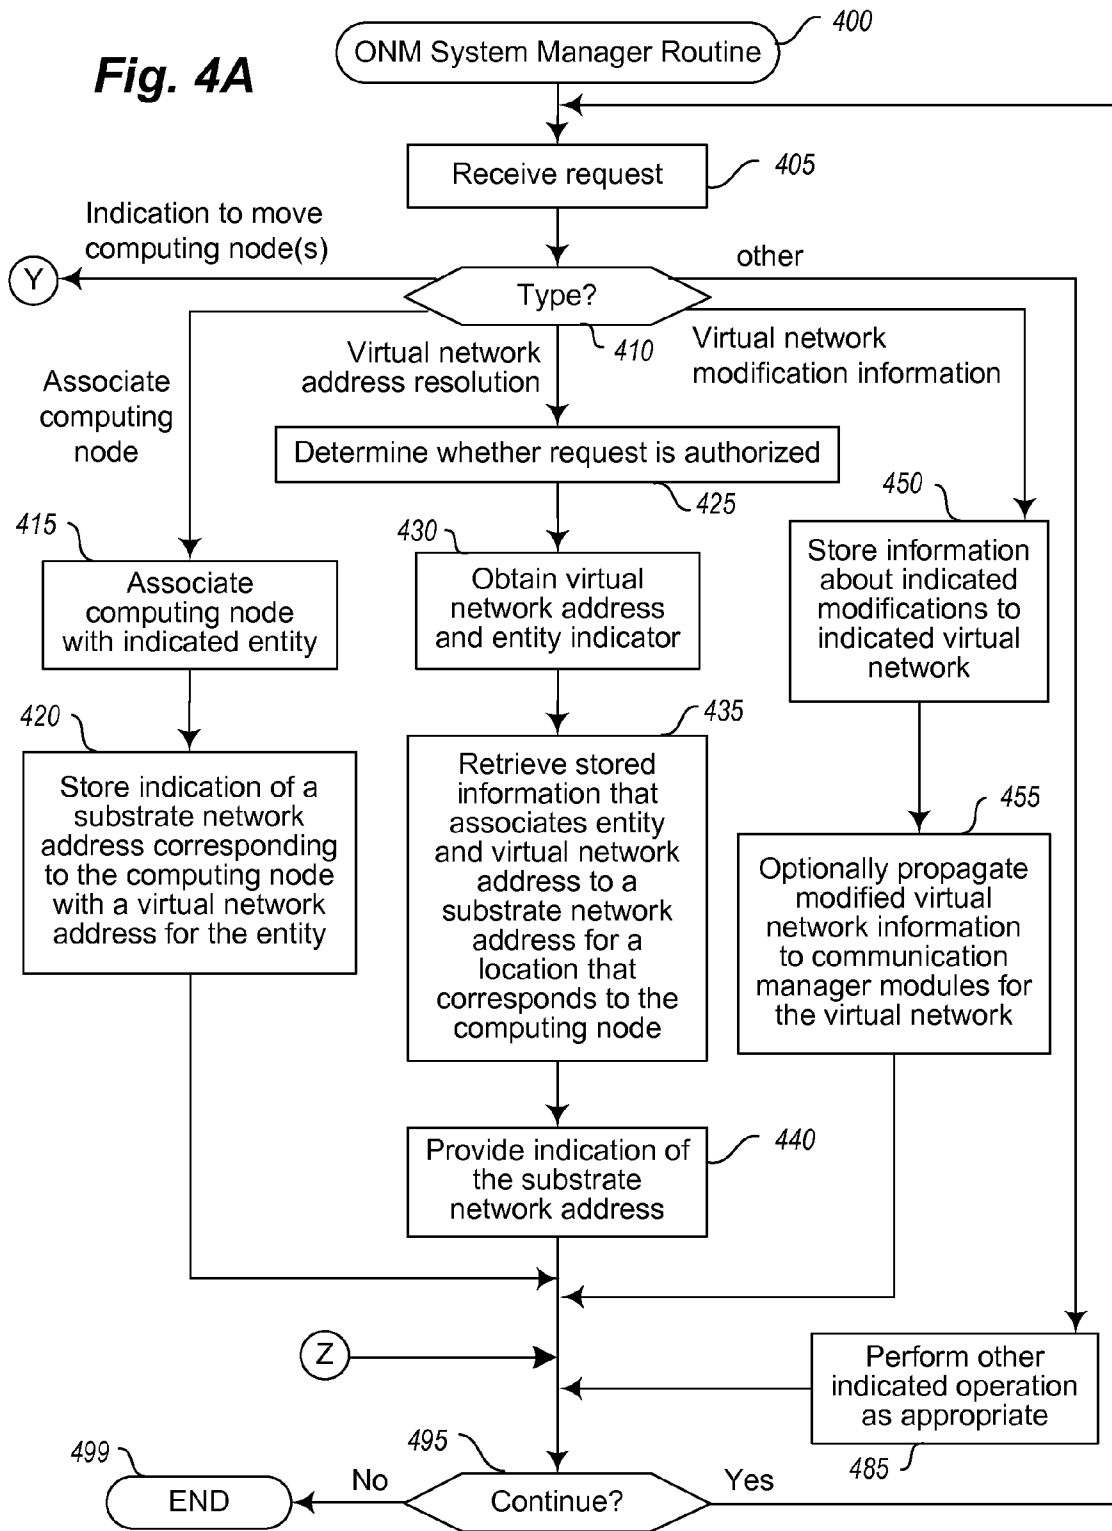 Fig. 4A
ONM System Manager Routine
400
Receive request
405
Indication to move
computing node(s)
Y
other
Type?
410
Virtual network
address resolution
Virtual network
modification information
Associate
computing
node
Determine whether request is authorized
425
415
Associate
computing node
with indicated entity
430
Obtain virtual
network address
and entity indicator
450
Store information
about indicated
modifications to
indicated virtual
network
420
Store indication of a
substrate network
address corresponding
to the computing node
with a virtual network
address for the entity
435
Retrieve stored
information that
associates entity
and virtual network
address to a
substrate network
address for a
location that
corresponds to the
computing node
455
Optionally propagate
modified virtual
network information
to communication
manager modules for
the virtual network
Provide indication of
the substrate
network address
440
Z
Perform other
indicated operation
as appropriate
485
495
Continue?
No
Yes
499
END